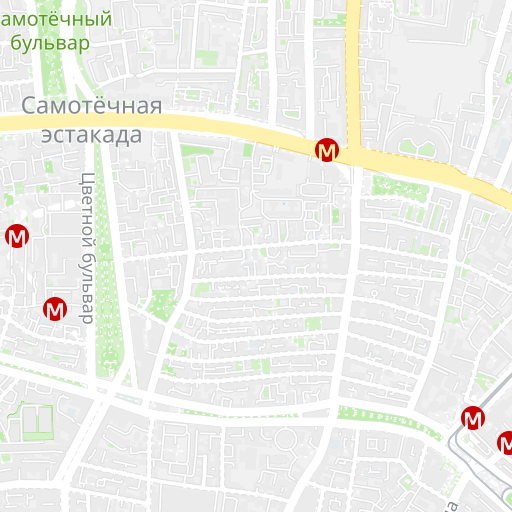 Самотёчный
бульвар
Самотёчная
эстакада
Цветной бульвар
М
М
М
М
М